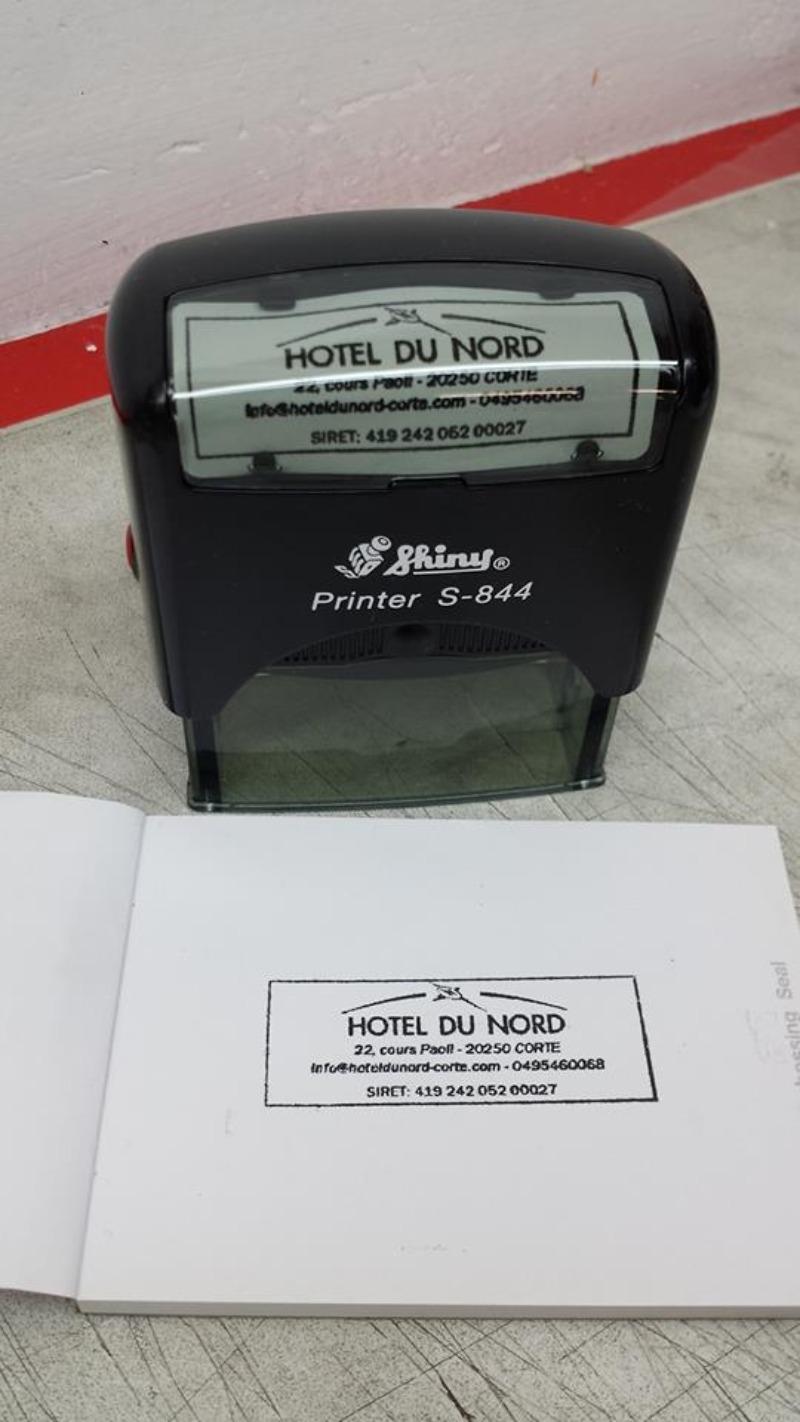 HOTEL DU NORD
22, cours Paoli - 20250 CORTE
info@hoteldunord-corte.com - 0495460068
SIRET: 419 242 052 00027
Shiny®
Printer S-844
HOTEL DU NORD
22, cours Paoli - 20250 CORTE
info@hoteldunord-corte.com - 0495460068
SIRET: 419 242 052 00027
Seal